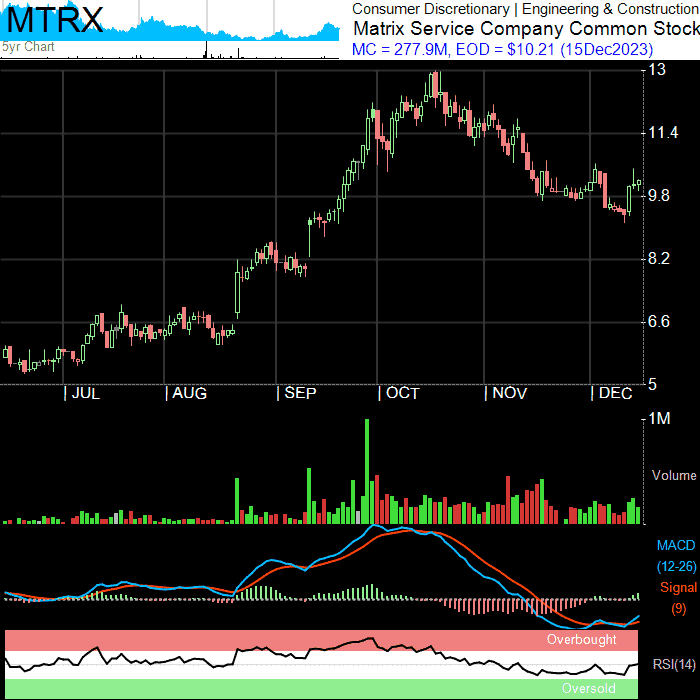 MTRX
5yr Chart
Consumer Discretionary | Engineering & Construction
Matrix Service Company Common Stock
MC = 277.9M, EOD = $10.21 (15Dec2023)
13
11.4
9.8
8.2
6.6
5
| JUL | AUG | SEP | OCT | NOV | DEC
1M
Volume
MACD
(12-26)
Signal
(9)
Overbought
RSI(14)
Oversold